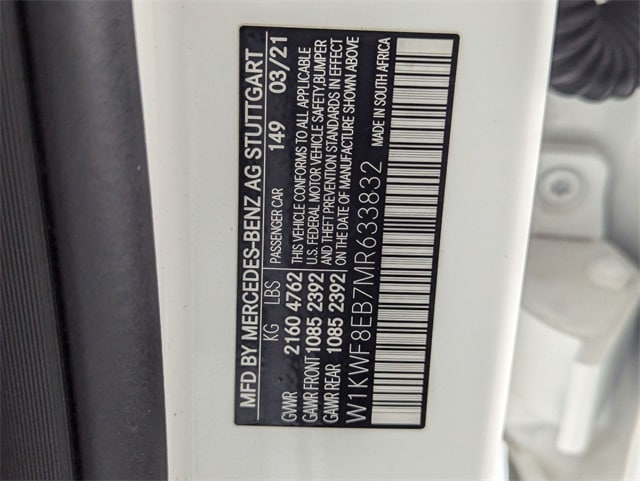 MFD BY MERCEDES-BENZ AG STUTTGART
KG LBS PASSENGER CAR 149 03/21
GVWR 2160 4762 THIS VEHICLE CONFORMS TO ALL APPLICABLE
GAWR FRONT 1085 2392 U.S. FEDERAL MOTOR VEHICLE SAFETY,BUMPER
GAWR REAR 1085 2392 AND THEFT PREVENTION STANDARDS IN EFFECT
ON THE DATE OF MANUFACTURE SHOWN ABOVE
W1KWF8EB7MR633832 MADE IN SOUTH AFRICA